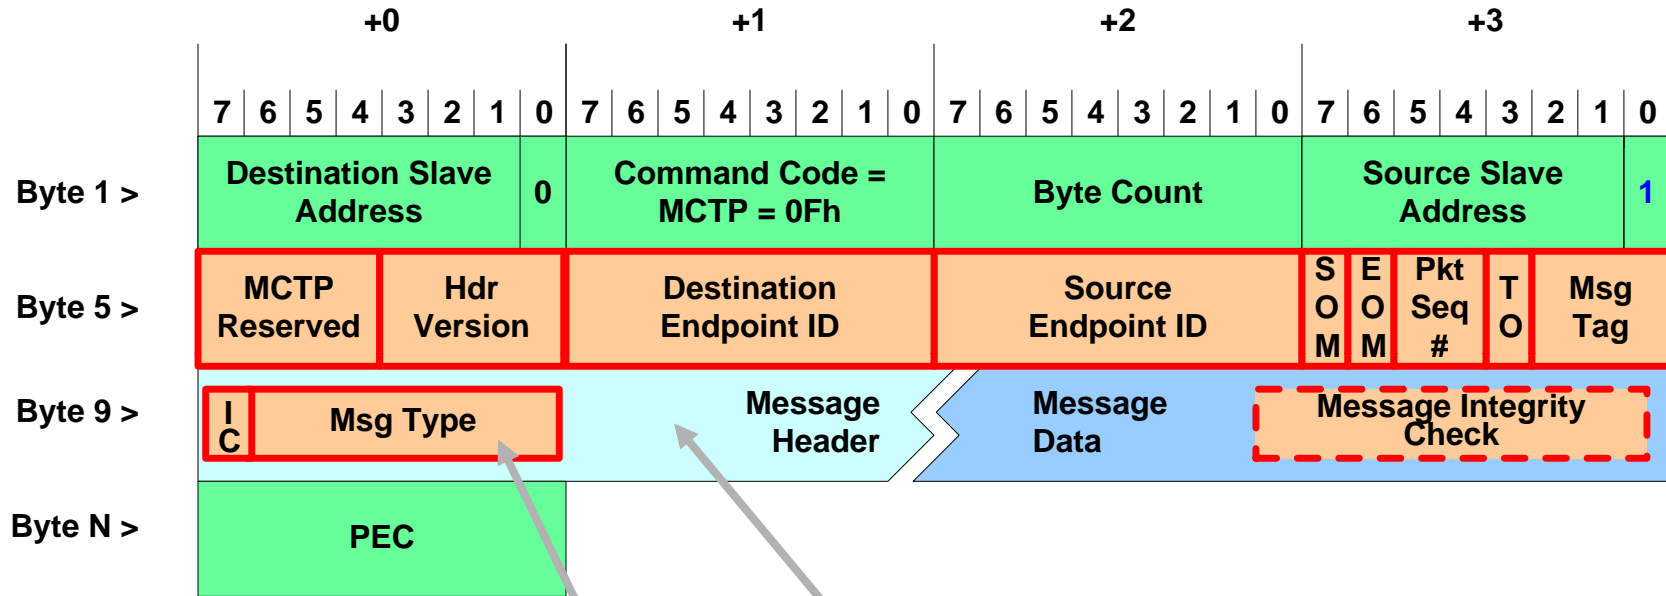 +0 +1 +2 +3
7 6 5 4 3 2 1 0 7 6 5 4 3 2 1 0 7 6 5 4 3 2 1 0 7 6 5 4 3 2 1 0
Byte 1 >
Destination Slave
Address
0
Command Code =
MCTP = 0Fh
Byte Count
Source Slave
Address
1
Byte 5 >
MCTP
Reserved
Hdr
Version
Destination
Endpoint ID
Source
Endpoint ID
S
O
M
E
O
M
Pkt
Seq
#
T
O
Msg
Tag
Byte 9 >
I
C
Msg Type
Message
Header
Message
Data
Message Integrity
Check
Byte N >
PEC